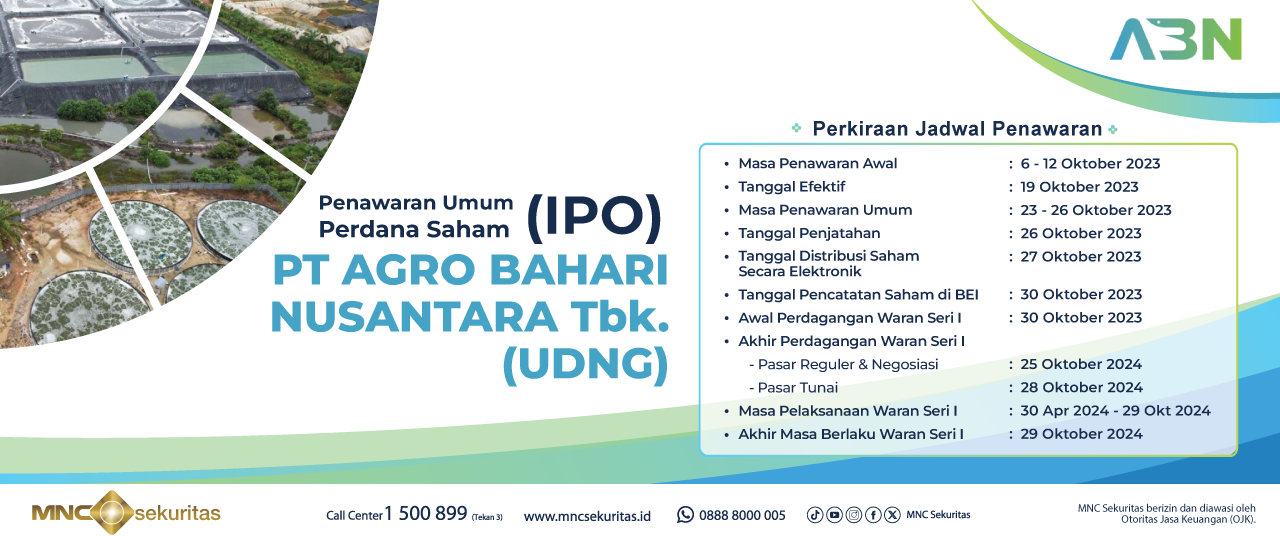 ABN
Penawaran Umum
Perdana Saham (IPO)
PT AGRO BAHARI
NUSANTARA Tbk.
(UDNG)
Perkiraan Jadwal Penawaran
• Masa Penawaran Awal : 6 - 12 Oktober 2023
• Tanggal Efektif : 19 Oktober 2023
• Masa Penawaran Umum : 23 - 26 Oktober 2023
• Tanggal Penjatahan : 26 Oktober 2023
• Tanggal Distribusi Saham : 27 Oktober 2023
Secara Elektronik
• Tanggal Pencatatan Saham di BEI : 30 Oktober 2023
• Awal Perdagangan Waran Seri I : 30 Oktober 2023
• Akhir Perdagangan Waran Seri I
- Pasar Reguler & Negosiasi : 25 Oktober 2024
- Pasar Tunai : 28 Oktober 2024
• Masa Pelaksanaan Waran Seri I : 30 Apr 2024 - 29 Okt 2024
• Akhir Masa Berlaku Waran Seri I : 29 Oktober 2024
MNC sekuritas
Call Center 1 500 899 (Tekan 3)
www.mncsekuritas.id
0888 8000 005
MNC Sekuritas
MNC Sekuritas berizin dan diawasi oleh
Otoritas Jasa Keuangan (OJK).